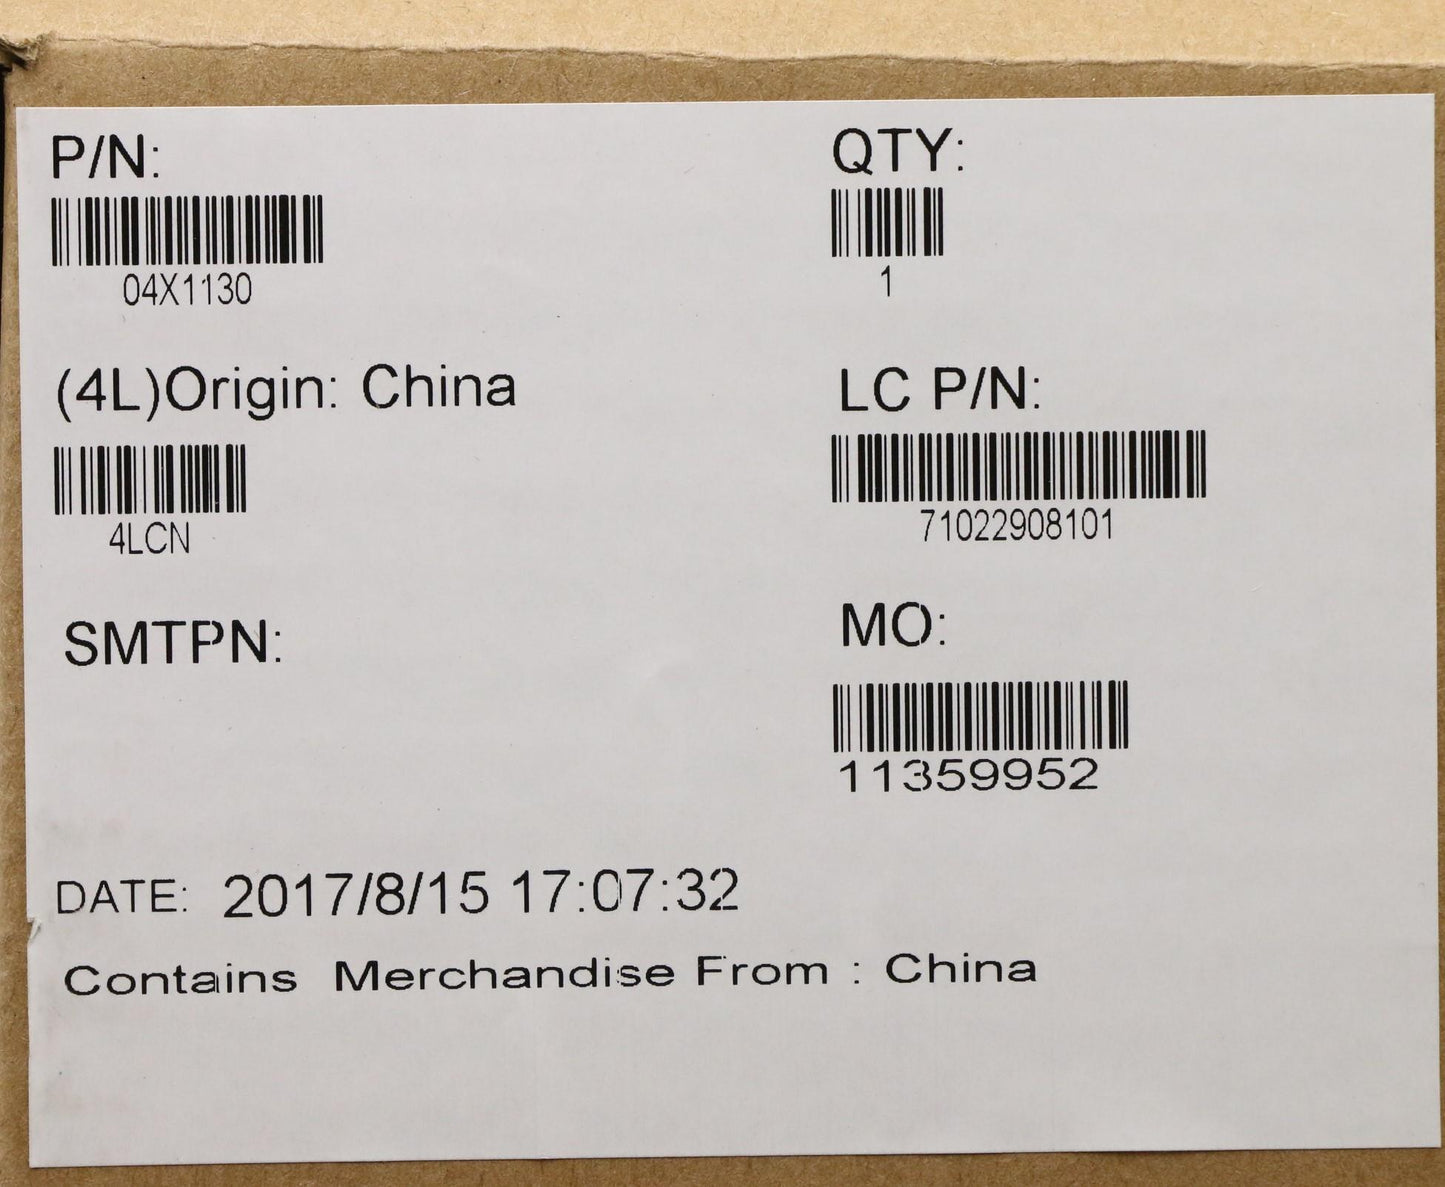 P/N:
QTY:
04X1130
1
(4L)Origin: China
LC P/N:
4LCN
71022908101
SMTPN:
MO:
11359952
DATE: 2017/8/15 17:07:32
Contains Merchandise From : China